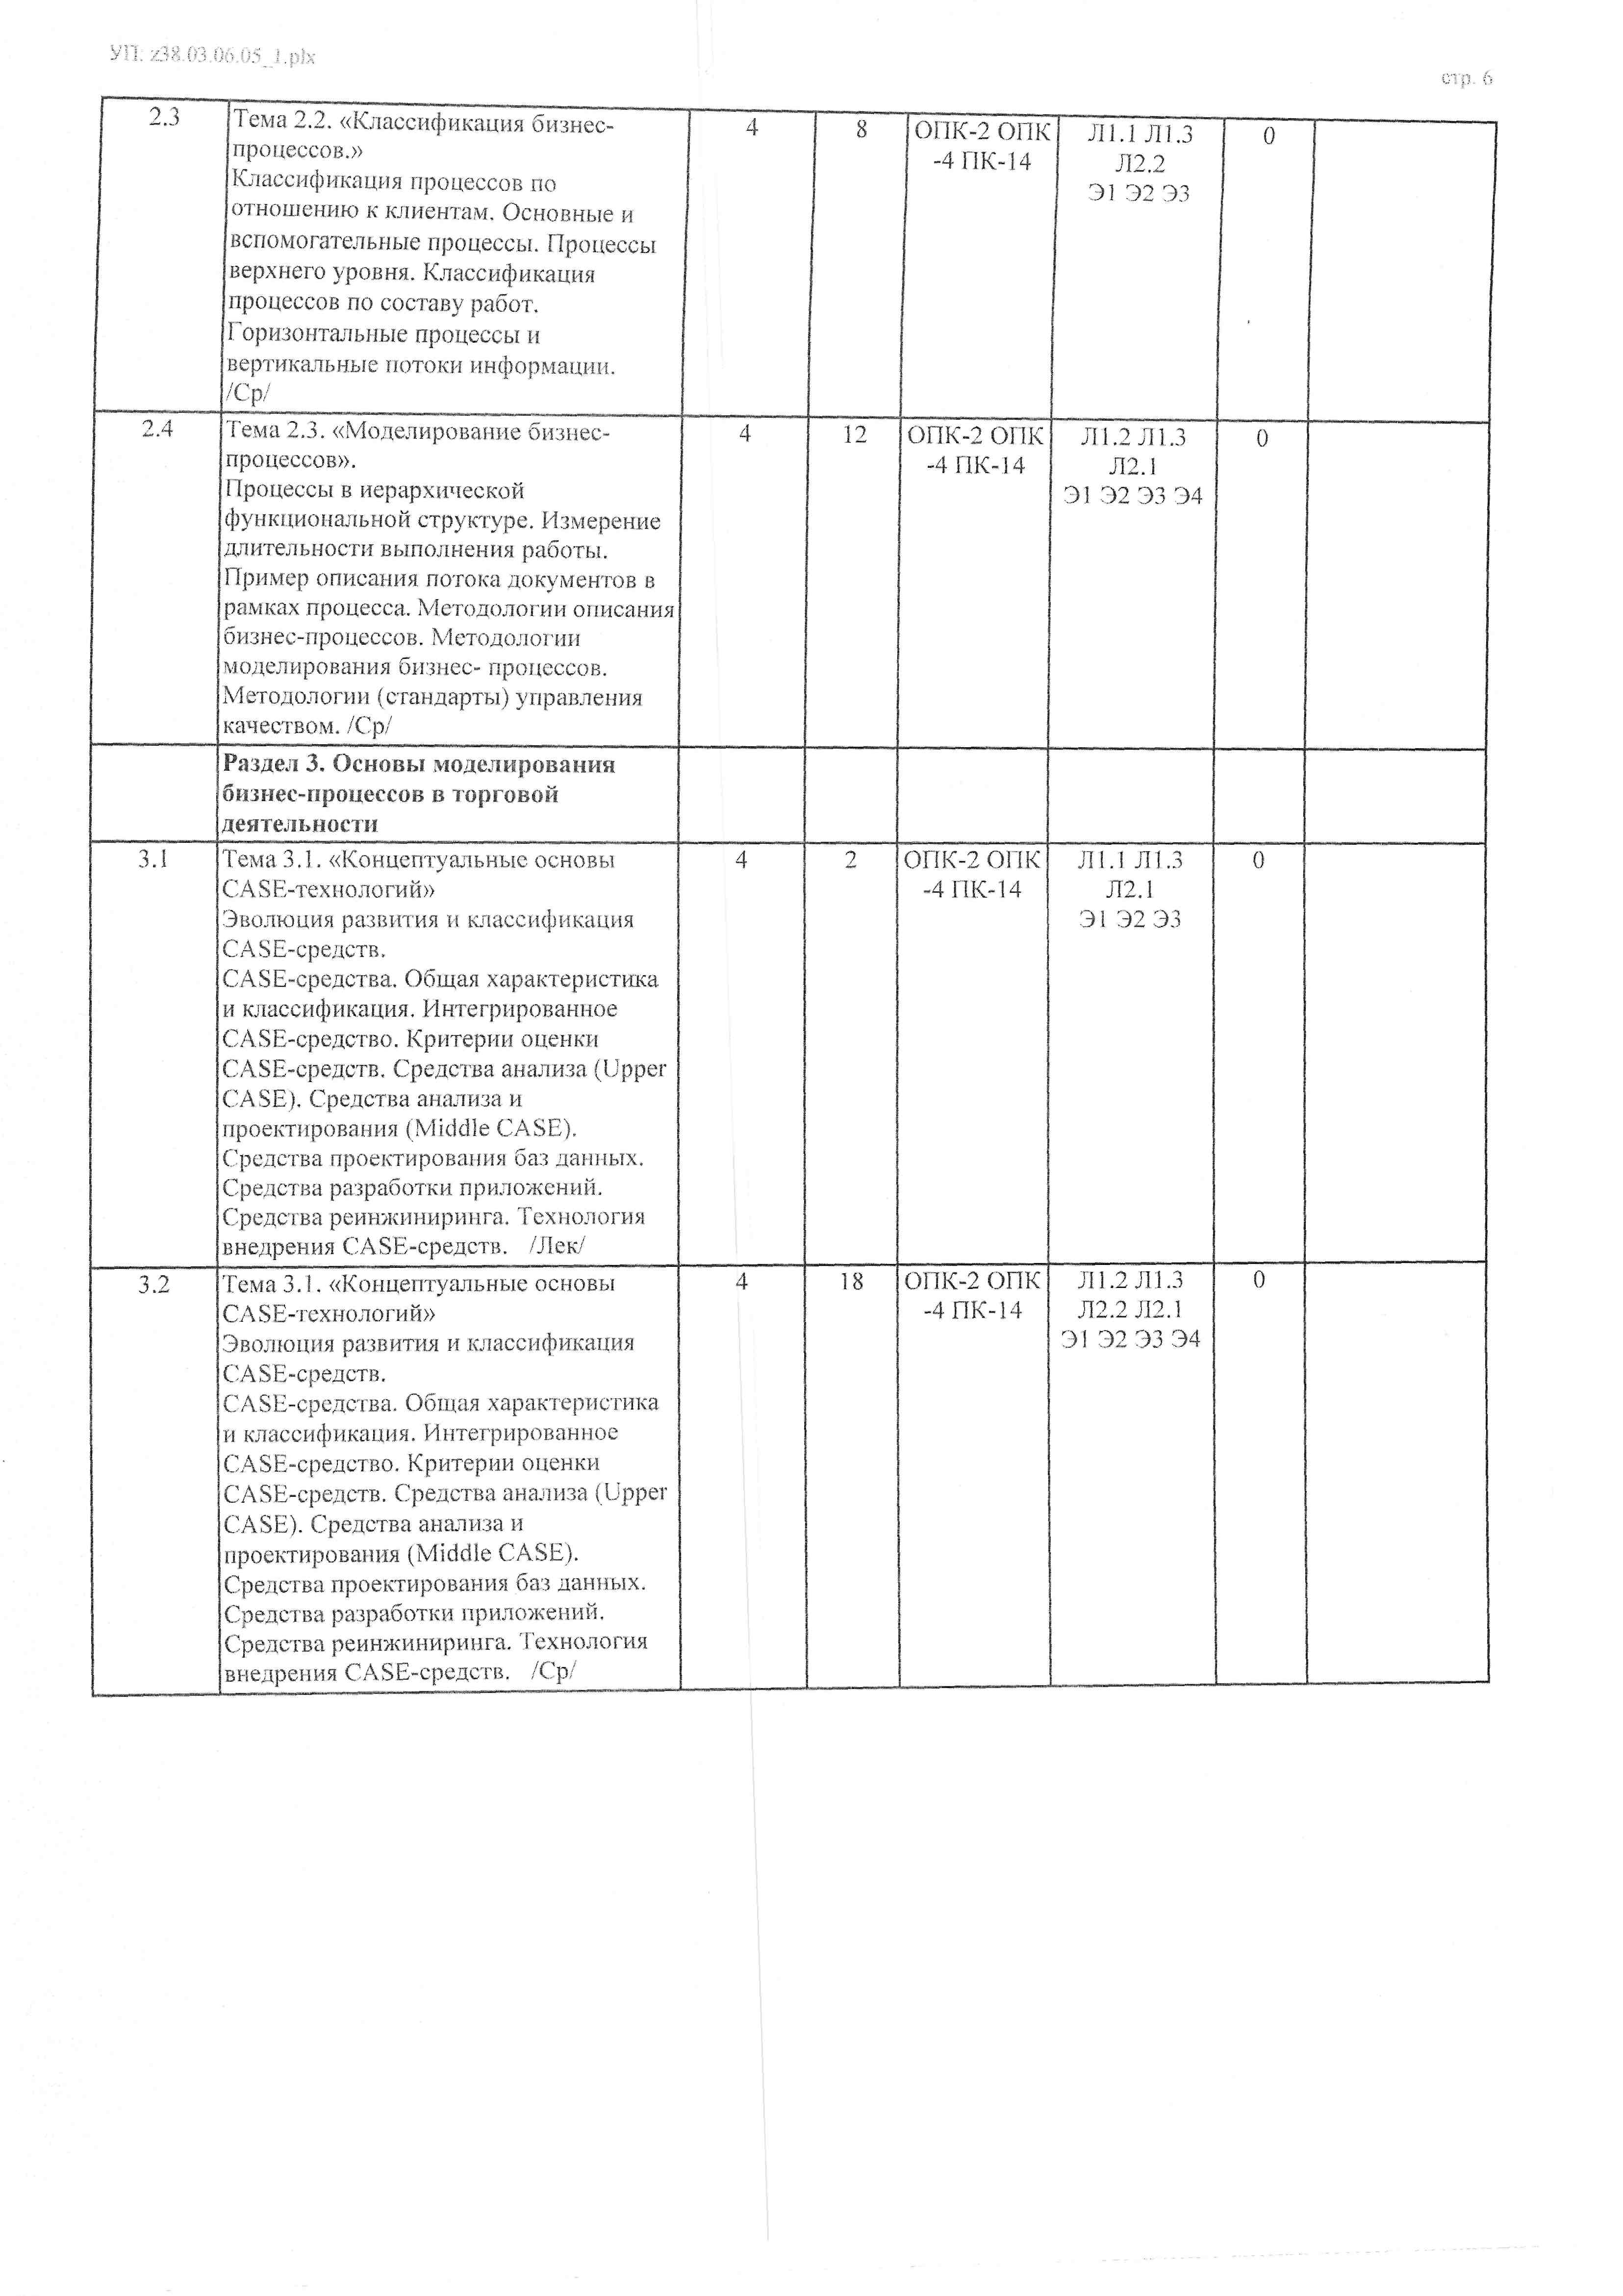 УП: z38.03.06.05_1.plx
стр. 6
2.3
Тема 2.2. «Классификация бизнес-
процессов.»
Классификация процессов по
отношению к клиентам. Основные и
вспомогательные процессы. Процессы
верхнего уровня. Классификация
процессов по составу работ.
Горизонтальные процессы и
вертикальные потоки информации.
/Ср/
4
8
ОПК-2 ОПК
-4 ПК-14
Л1.1 Л1.3
Л2.2
Э1 Э2 Э3
0
2.4
Тема 2.3. «Моделирование бизнес-
процессов».
Процессы в иерархической
функциональной структуре. Измерение
длительности выполнения работы.
Пример описания потока документов в
рамках процесса. Методологии описания
бизнес-процессов. Методологии
моделирования бизнес- процессов.
Методологии (стандарты) управления
качеством. /Ср/
4
12
ОПК-2 ОПК
-4 ПК-14
Л1.2 Л1.3
Л2.1
Э1 Э2 Э3 Э4
0
Раздел 3. Основы моделирования
бизнес-процессов в торговой
деятельности
3.1
Тема 3.1. «Концептуальные основы
CASE-технологий»
Эволюция развития и классификация
CASE-средств.
CASE-средства. Общая характеристика
и классификация. Интегрированное
CASE-средство. Критерии оценки
CASE-средств. Средства анализа (Upper
CASE). Средства анализа и
проектирования (Middle CASE).
Средства проектирования баз данных.
Средства разработки приложений.
Средства реинжиниринга. Технология
внедрения CASE-средств. /Лек/
4
2
ОПК-2 ОПК
-4 ПК-14
Л1.1 Л1.3
Л2.1
Э1 Э2 Э3
0
3.2
Тема 3.1. «Концептуальные основы
CASE-технологий»
Эволюция развития и классификация
CASE-средств.
CASE-средства. Общая характеристика
и классификация. Интегрированное
CASE-средство. Критерии оценки
CASE-средств. Средства анализа (Upper
CASE). Средства анализа и
проектирования (Middle CASE).
Средства проектирования баз данных.
Средства разработки приложений.
Средства реинжиниринга. Технология
внедрения CASE-средств. /Ср/
4
18
ОПК-2 ОПК
-4 ПК-14
Л1.2 Л1.3
Л2.2 Л2.1
Э1 Э2 Э3 Э4
0